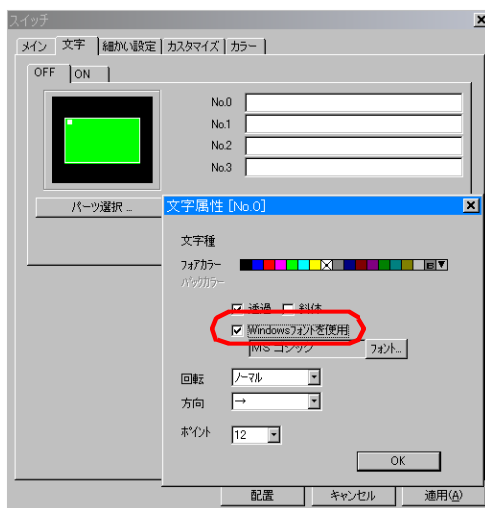 スイッチ
メイン 文字 細かい設定 カスタマイズ カラー
OFF ON
No.0
No.1
No.2
No.3
パーツ選択 ...
文字属性 [No.0]
文字種
フォアカラー
E
バックカラー
透過 斜体
Windowsフォントを使用
MS ゴシック フォント...
回転 ノーマル
方向 →
ポイント 12
OK
配置 キャンセル 適用(A)